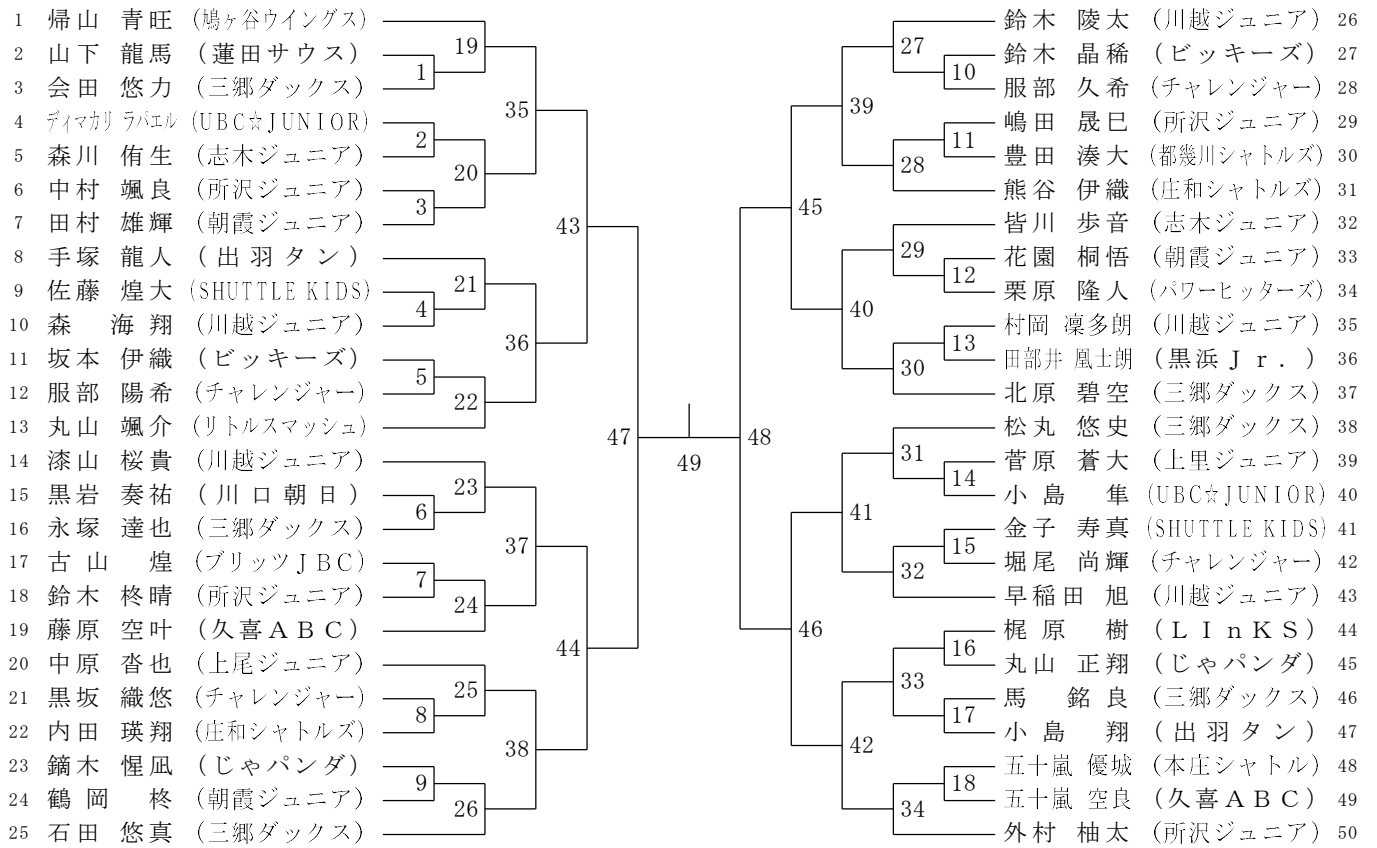 1 帰山 青旺 (鳩ヶ谷ウイングス)
2 山下 龍馬 (蓮田サウス)
3 会田 悠力 (三郷ダックス)
4 ディマカリ ラバエル (UBC☆JUNIOR)
5 森川 侑生 (志木ジュニア)
6 中村 颯良 (所沢ジュニア)
7 田村 雄輝 (朝霞ジュニア)
8 手塚 龍人 (出羽タン)
9 佐藤 煌大 (SHUTTLE KIDS)
10 森 海翔 (川越ジュニア)
11 坂本 伊織 (ビッキーズ)
12 服部 陽希 (チャレンジャー)
13 丸山 颯介 (リトルスマッシュ)
14 漆山 桜貴 (川越ジュニア)
15 黒岩 奏祐 (川口朝日)
16 永塚 達也 (三郷ダックス)
17 古山 煌 (ブリッツJBC)
18 鈴木 柊晴 (所沢ジュニア)
19 藤原 空叶 (久喜ABC)
20 中原 沓也 (上尾ジュニア)
21 黒坂 織悠 (チャレンジャー)
22 内田 瑛翔 (庄和シャトルズ)
23 鏑木 惺凪 (じゃパンダ)
24 鶴岡 柊 (朝霞ジュニア)
25 石田 悠真 (三郷ダックス)
1
2
3
4
5
6
7
8
9
19
20
21
22
23
24
25
26
35
36
37
38
43
44
47
49
48
45
46
39
40
41
42
27
28
29
30
31
32
33
34
10
11
12
13
14
15
16
17
18
鈴木 陵太 (川越ジュニア) 26
鈴木 晶稀 (ビッキーズ) 27
服部 久希 (チャレンジャー) 28
嶋田 晟巳 (所沢ジュニア) 29
豊田 湊大 (都幾川シャトルズ) 30
熊谷 伊織 (庄和シャトルズ) 31
皆川 歩音 (志木ジュニア) 32
花園 桐悟 (朝霞ジュニア) 33
栗原 隆人 (パワーヒッターズ) 34
村岡 凜多朗 (川越ジュニア) 35
田部井 凰士朗 (黒浜Jr.) 36
北原 碧空 (三郷ダックス) 37
松丸 悠史 (三郷ダックス) 38
菅原 蒼大 (上里ジュニア) 39
小島 隼 (UBC☆JUNIOR) 40
金子 寿真 (SHUTTLE KIDS) 41
堀尾 尚輝 (チャレンジャー) 42
早稲田 旭 (川越ジュニア) 43
梶原 樹 (LInKS) 44
丸山 正翔 (じゃパンダ) 45
馬 銘良 (三郷ダックス) 46
小島 翔 (出羽タン) 47
五十嵐 優城 (本庄シャトル) 48
五十嵐 空良 (久喜ABC) 49
外村 柚太 (所沢ジュニア) 50